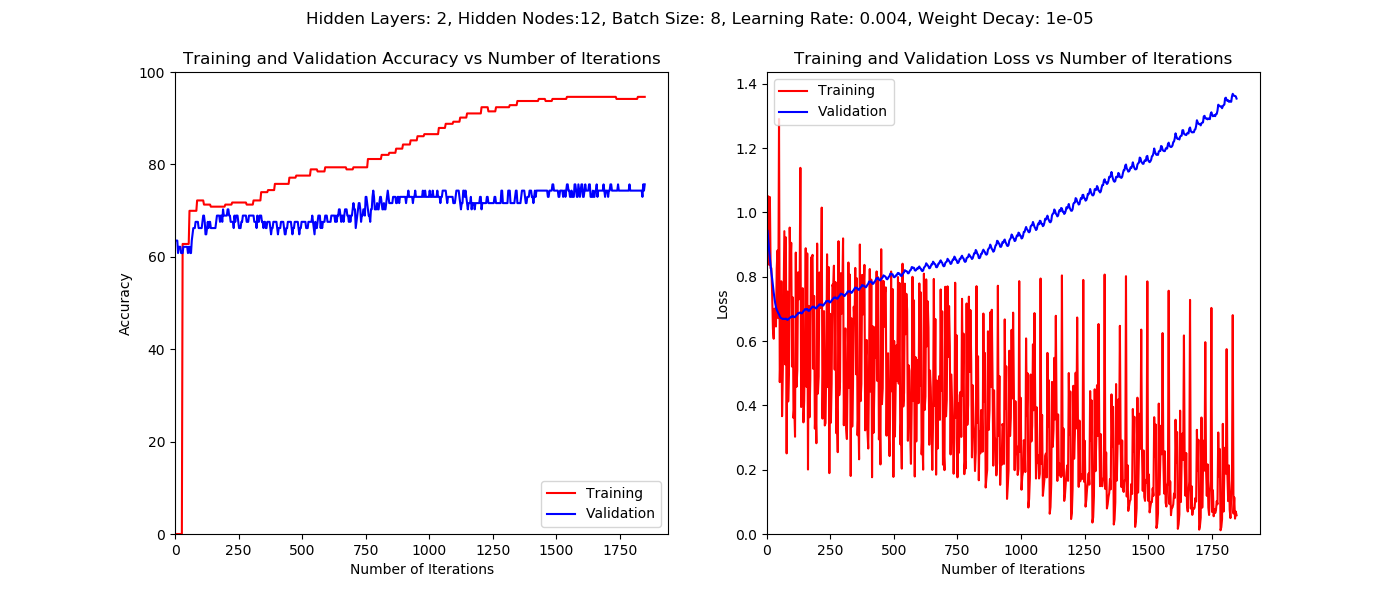 Hidden Layers: 2, Hidden Nodes:12, Batch Size: 8, Learning Rate: 0.004, Weight Decay: 1e-05
Training and Validation Accuracy vs Number of Iterations
100
80
60
40
20
0
Accuracy
0 250 500 750 1000 1250 1500 1750
Number of Iterations
Training
Validation
Training and Validation Loss vs Number of Iterations
1.4
1.2
1.0
0.8
0.6
0.4
0.2
0.0
Loss
0 250 500 750 1000 1250 1500 1750
Number of Iterations
Training
Validation